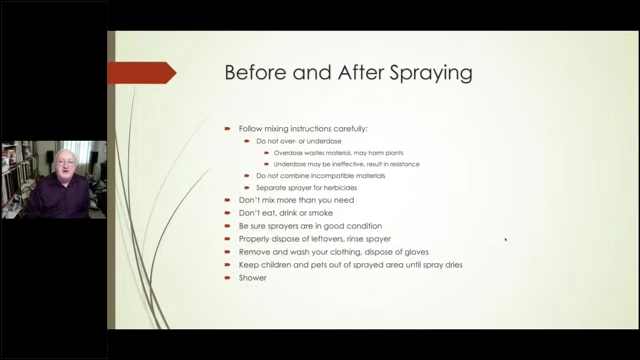 Before and After Spraying
Follow mixing instructions carefully:
Do not over- or underdose
Overdose wastes material, may harm plants
Underdose may be ineffective, result in resistance
Do not combine incompatible materials
Separate sprayer for herbicides
Don't mix more than you need
Don't eat, drink or smoke
Be sure sprayers are in good condition
Properly dispose of leftovers, rinse spayer
Remove and wash your clothing, dispose of gloves
Keep children and pets out of sprayed area until spray dries
Shower